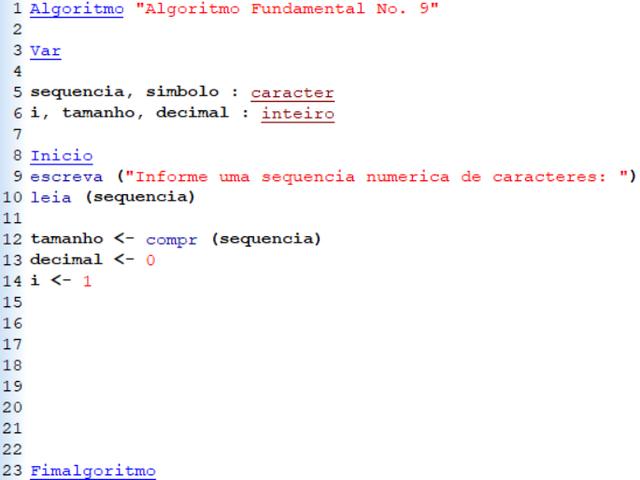 1 Algoritmo "Algoritmo Fundamental No. 9"
2
3 Var
4
5 sequencia, simbolo : caracter
6 i, tamanho, decimal : inteiro
7
8 Inicio
9 escreva ("Informe uma sequencia numerica de caracteres: ")
10 leia (sequencia)
11
12 tamanho <- compr (sequencia)
13 decimal <- 0
14 i <- 1
15
16
17
18
19
20
21
22
23 Fimalgoritmo